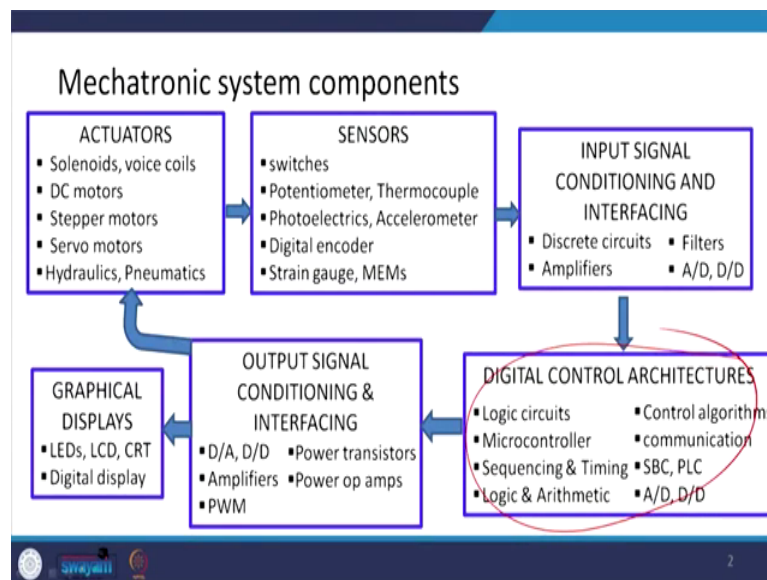 Mechatronic system components
ACTUATORS
▪ Solenoids, voice coils
▪ DC motors
▪ Stepper motors
▪ Servo motors
▪ Hydraulics, Pneumatics
SENSORS
▪ switches
▪ Potentiometer, Thermocouple
▪ Photoelectrics, Accelerometer
▪ Digital encoder
▪ Strain gauge, MEMs
INPUT SIGNAL
CONDITIONING AND
INTERFACING
▪ Discrete circuits ▪ Filters
▪ Amplifiers ▪ A/D, D/D
DIGITAL CONTROL ARCHITECTURES
▪ Logic circuits ▪ Control algorithms
▪ Microcontroller ▪ communication
▪ Sequencing & Timing ▪ SBC, PLC
▪ Logic & Arithmetic ▪ A/D, D/D
OUTPUT SIGNAL
CONDITIONING &
INTERFACING
▪ D/A, D/D ▪ Power transistors
▪ Amplifiers ▪ Power op amps
▪ PWM
GRAPHICAL
DISPLAYS
▪ LEDs, LCD, CRT
▪ Digital display
swayam
2